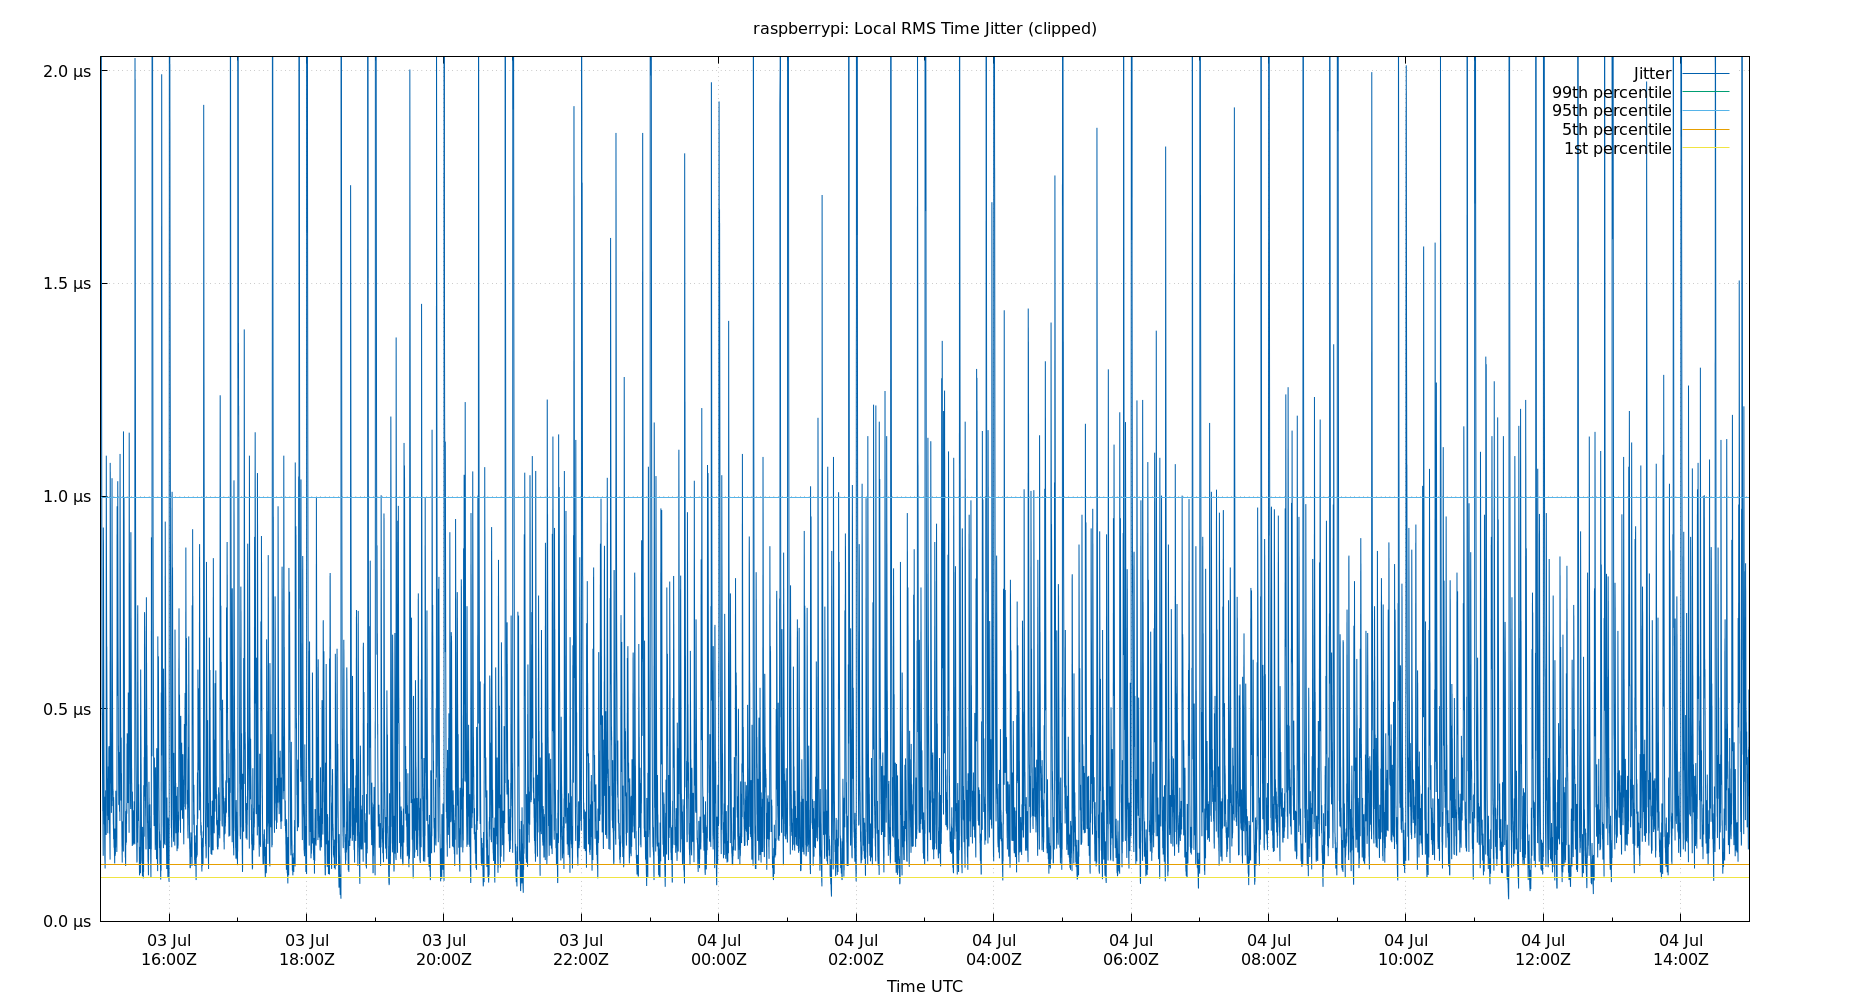 raspberrypi: Local RMS Time Jitter (clipped)
2.0 µs
1.5 µs
1.0 µs
0.5 µs
0.0 µs
Jitter
99th percentile
95th percentile
5th percentile
1st percentile
03 Jul
16:00Z
03 Jul
18:00Z
03 Jul
20:00Z
03 Jul
22:00Z
04 Jul
00:00Z
04 Jul
02:00Z
04 Jul
04:00Z
04 Jul
06:00Z
04 Jul
08:00Z
04 Jul
10:00Z
04 Jul
12:00Z
04 Jul
14:00Z
Time UTC